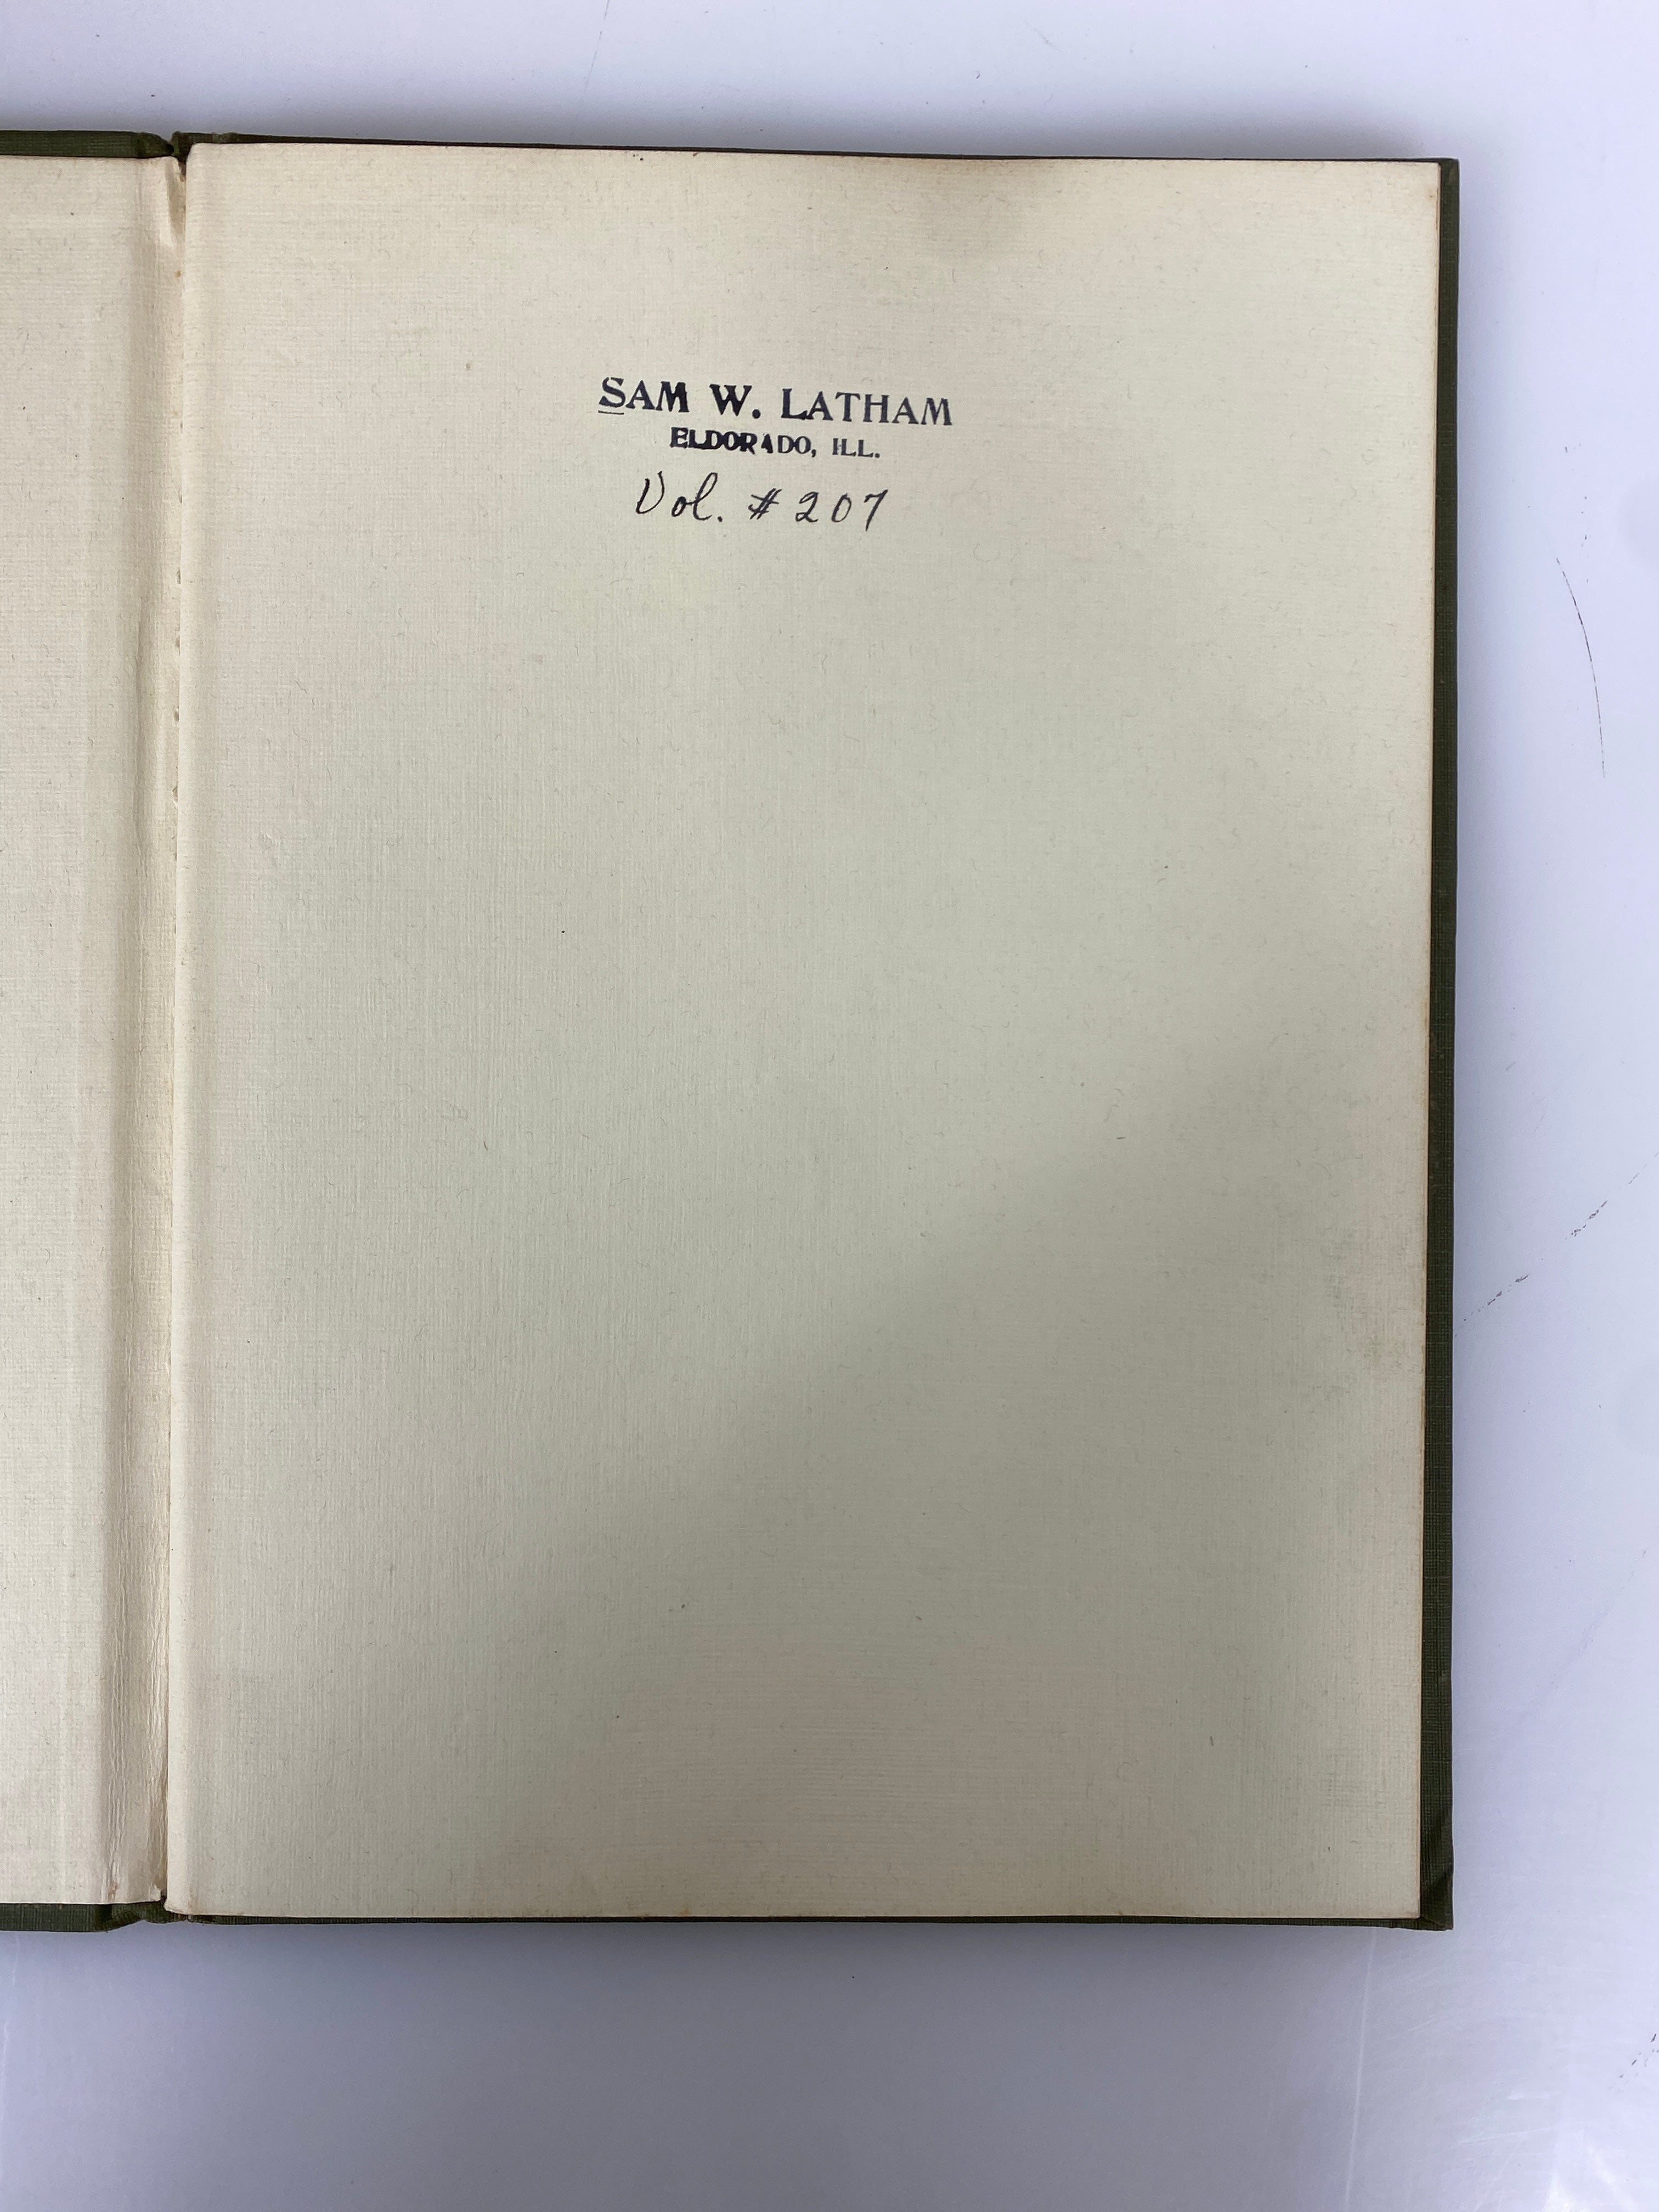 SAM W. LATHAM
ELDORADO, ILL.
Vol. #207